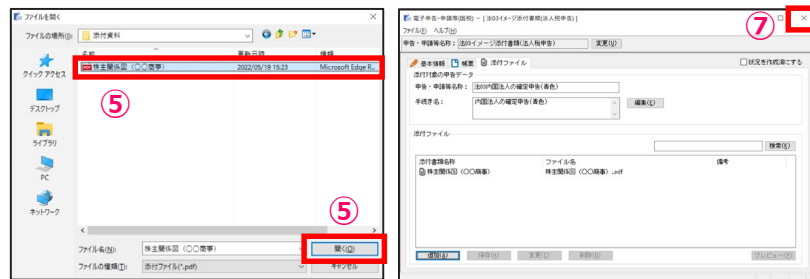 ファイルを開く
ファイルの場所(I):
添付資料
名前
更新日時
種類
株主関係図（〇〇商事）
2022/05/19 15:23
Microsoft Edge P...
クイック アクセス
デスクトップ
ライブラリ
PC
ネットワーク
⑤
⑤
ファイル名(N):
株主関係図（〇〇商事）
開く(O)
ファイルの種類(T):
添付ファイル(*.pdf)
キャンセル
電子申告・申請等(国税) - [法03イメージ添付書類(法人税申告)]
⑦
ファイル(F) ヘルプ(H)
申告・申請等名称:
法03イメージ添付書類(法人税申告)
変更(U)
基本情報
帳票
添付ファイル
状況を作成済にする
添付対象の申告データ
申告・申請等名称:
法03内国法人の確定申告(青色)
手続き名:
内国法人の確定申告(青色)
編集(E)
添付ファイル
検索(K)
添付書類名称
ファイル名
備考
株主関係図（〇〇商事）
株主関係図（〇〇商事）.pdf
追加(A)
保存(V)
変更(C)
削除(D)
プレビュー(P)